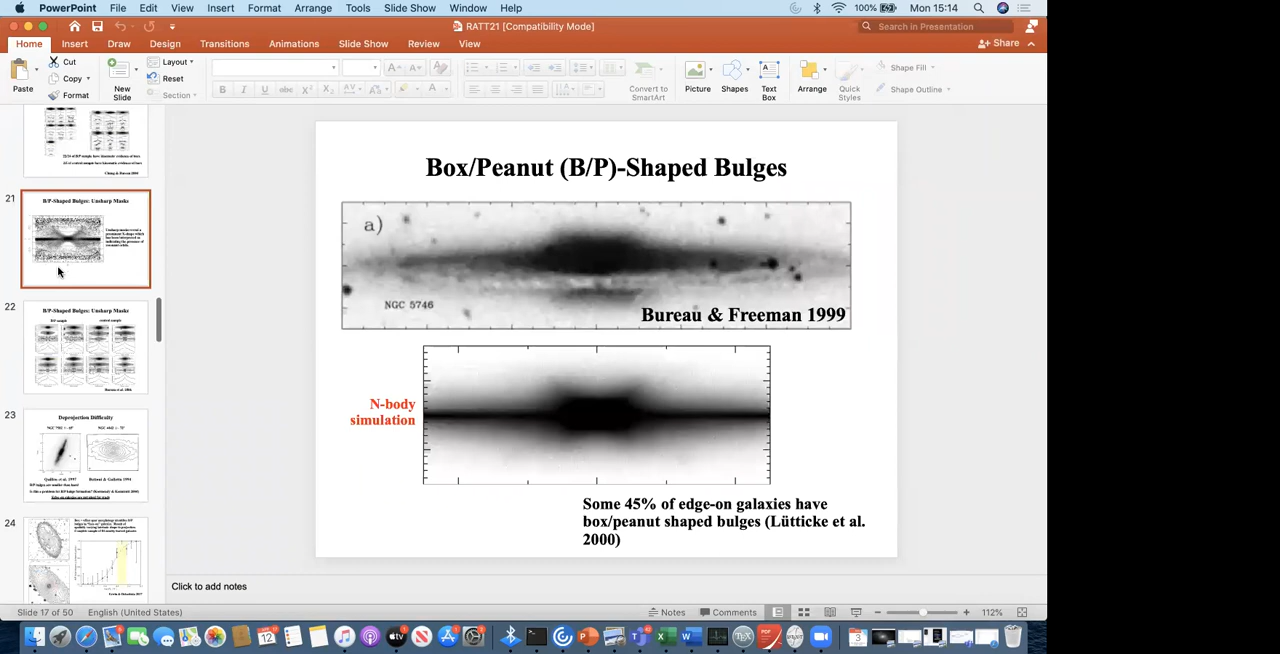 PowerPoint File Edit View Insert Format Arrange Tools Slide Show Window Help 100% Mon 15:14
RATT21 [Compatibility Mode]
Search in Presentation
Home Insert Draw Design Transitions Animations Slide Show Review View
Share
Paste
Cut
Copy
Format
New
Slide
Layout
Reset
Section
B I U abc X² X₂ AV Aa A
Convert to
SmartArt
Picture
Shapes
Text
Box
Arrange
Quick
Styles
Shape Fill
Shape Outline
21
B/P-Shaped Bulges: Unsharp Masks
22
B/P-Shaped Bulges: Unsharp Masks
23
Deprojection Difficulty
24
Box/Peanut (B/P)-Shaped Bulges
a)
NGC 5746
Bureau & Freeman 1999
N-body
simulation
Some 45% of edge-on galaxies have
box/peanut shaped bulges (Lütticke et al.
2000)
Click to add notes
Slide 17 of 50 English (United States)
Notes Comments
112%